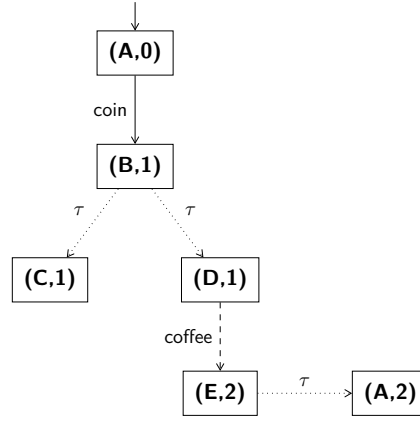 (A,0)
coin
(B,1)
τ τ
(C,1) (D,1)
coffee
(E,2) τ (A,2)